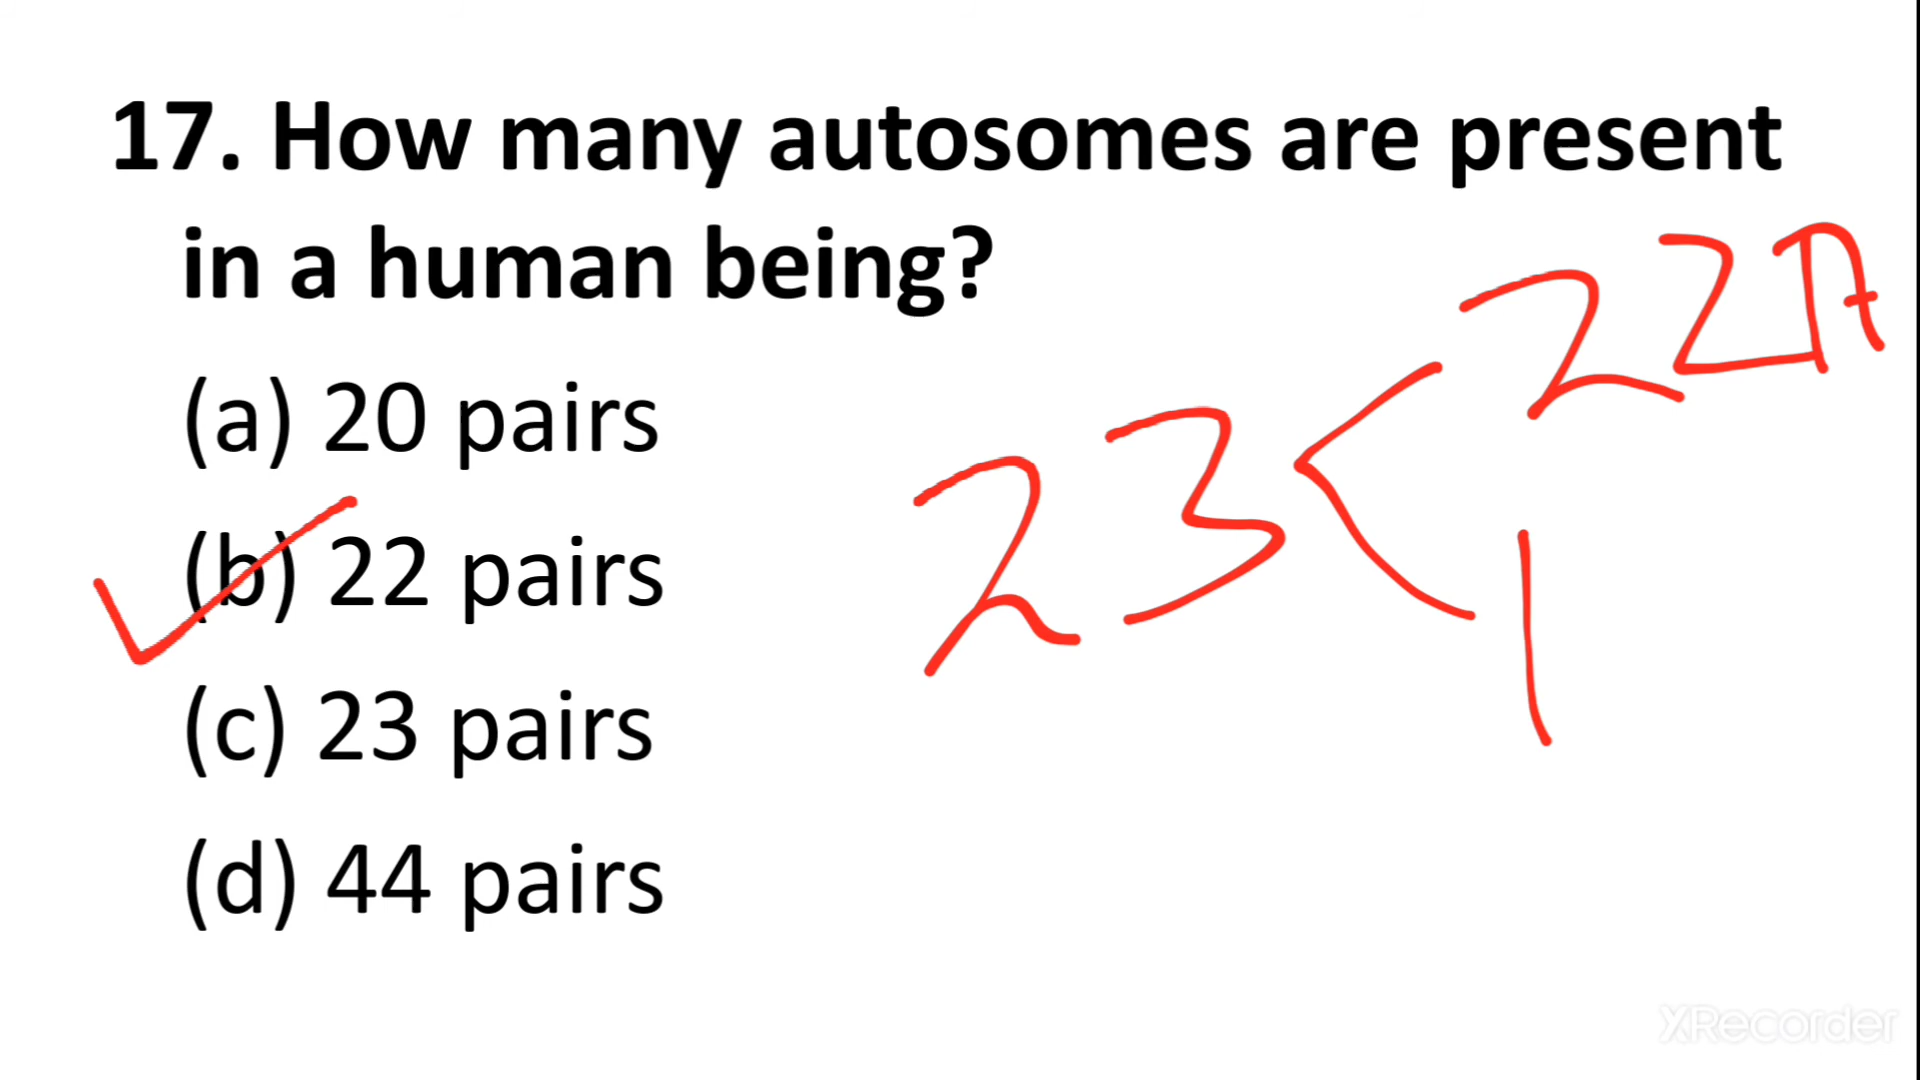 17. How many autosomes are present
in a human being?
(a) 20 pairs
(b) 22 pairs
(c) 23 pairs
(d) 44 pairs
22A
23<
1
XRecorder